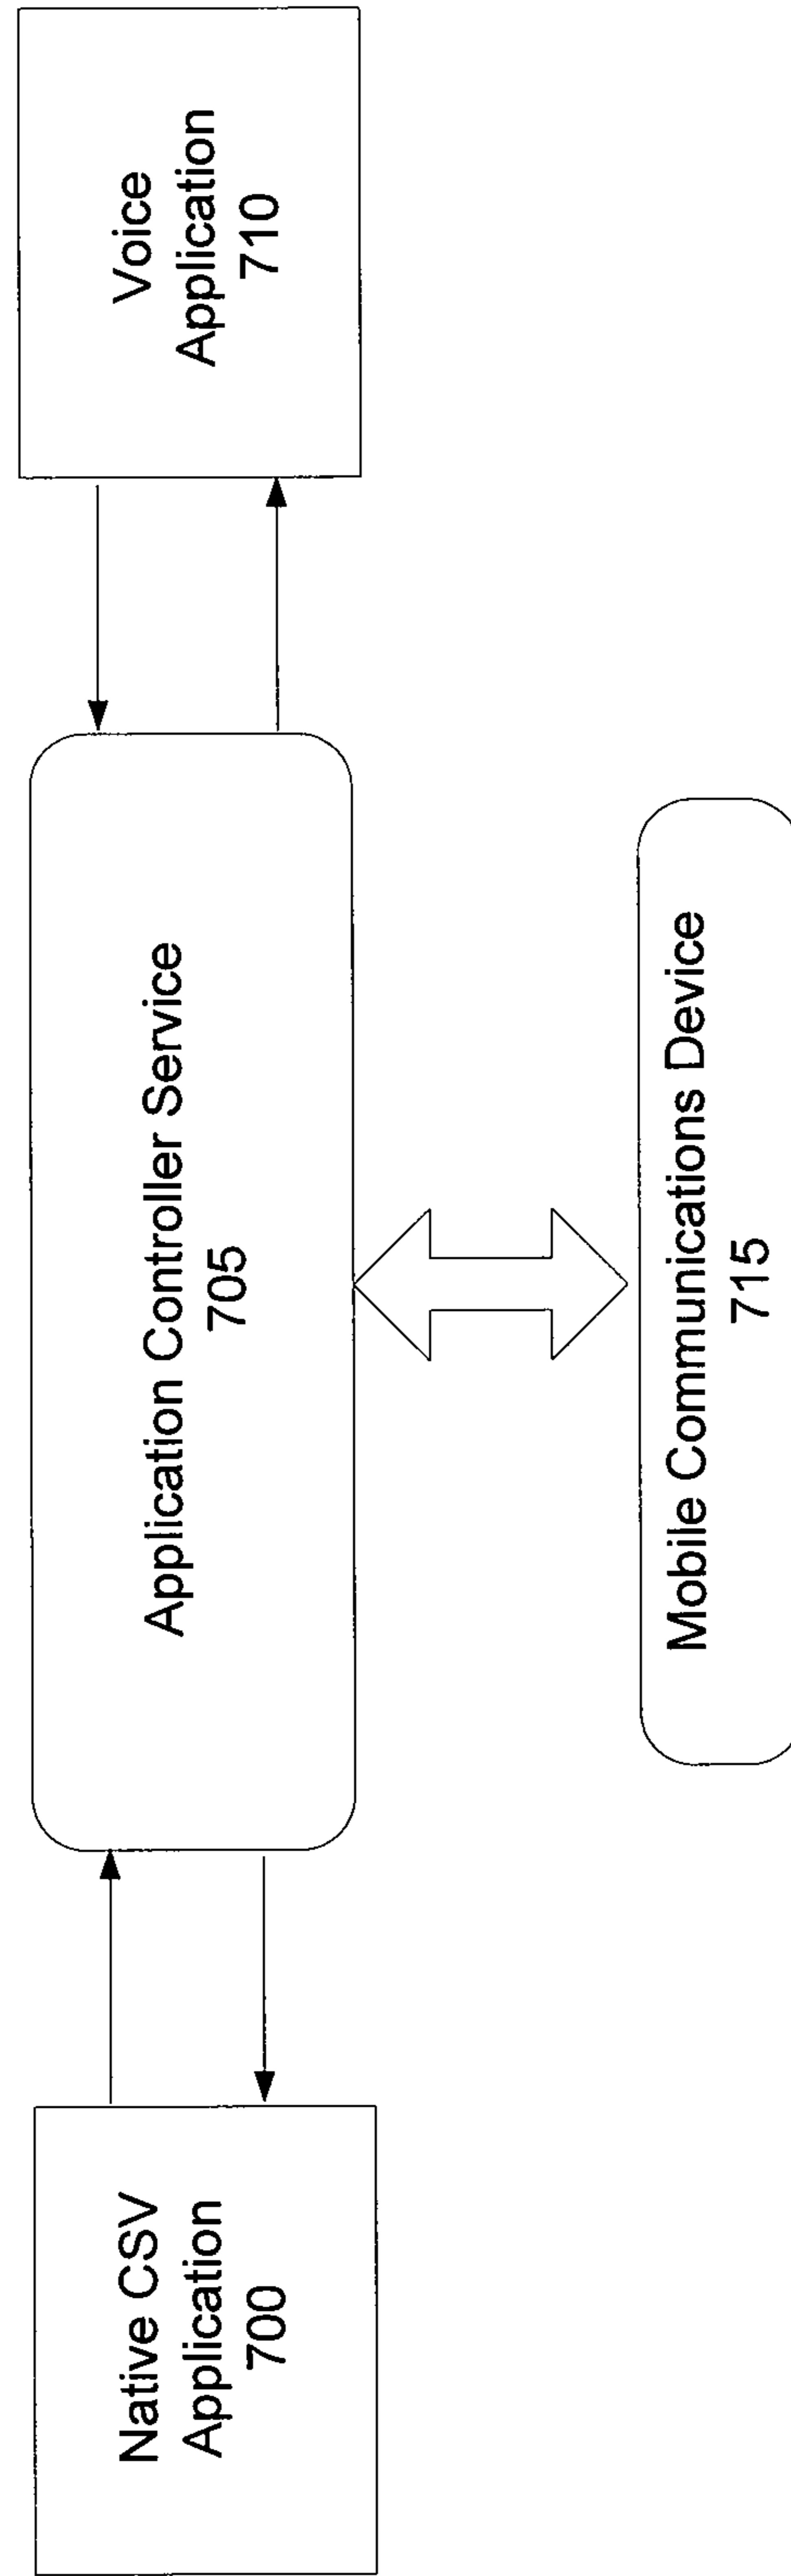 Native CSV
Application
700
Application Controller Service
705
Voice
Application
710
Mobile Communications Device
715